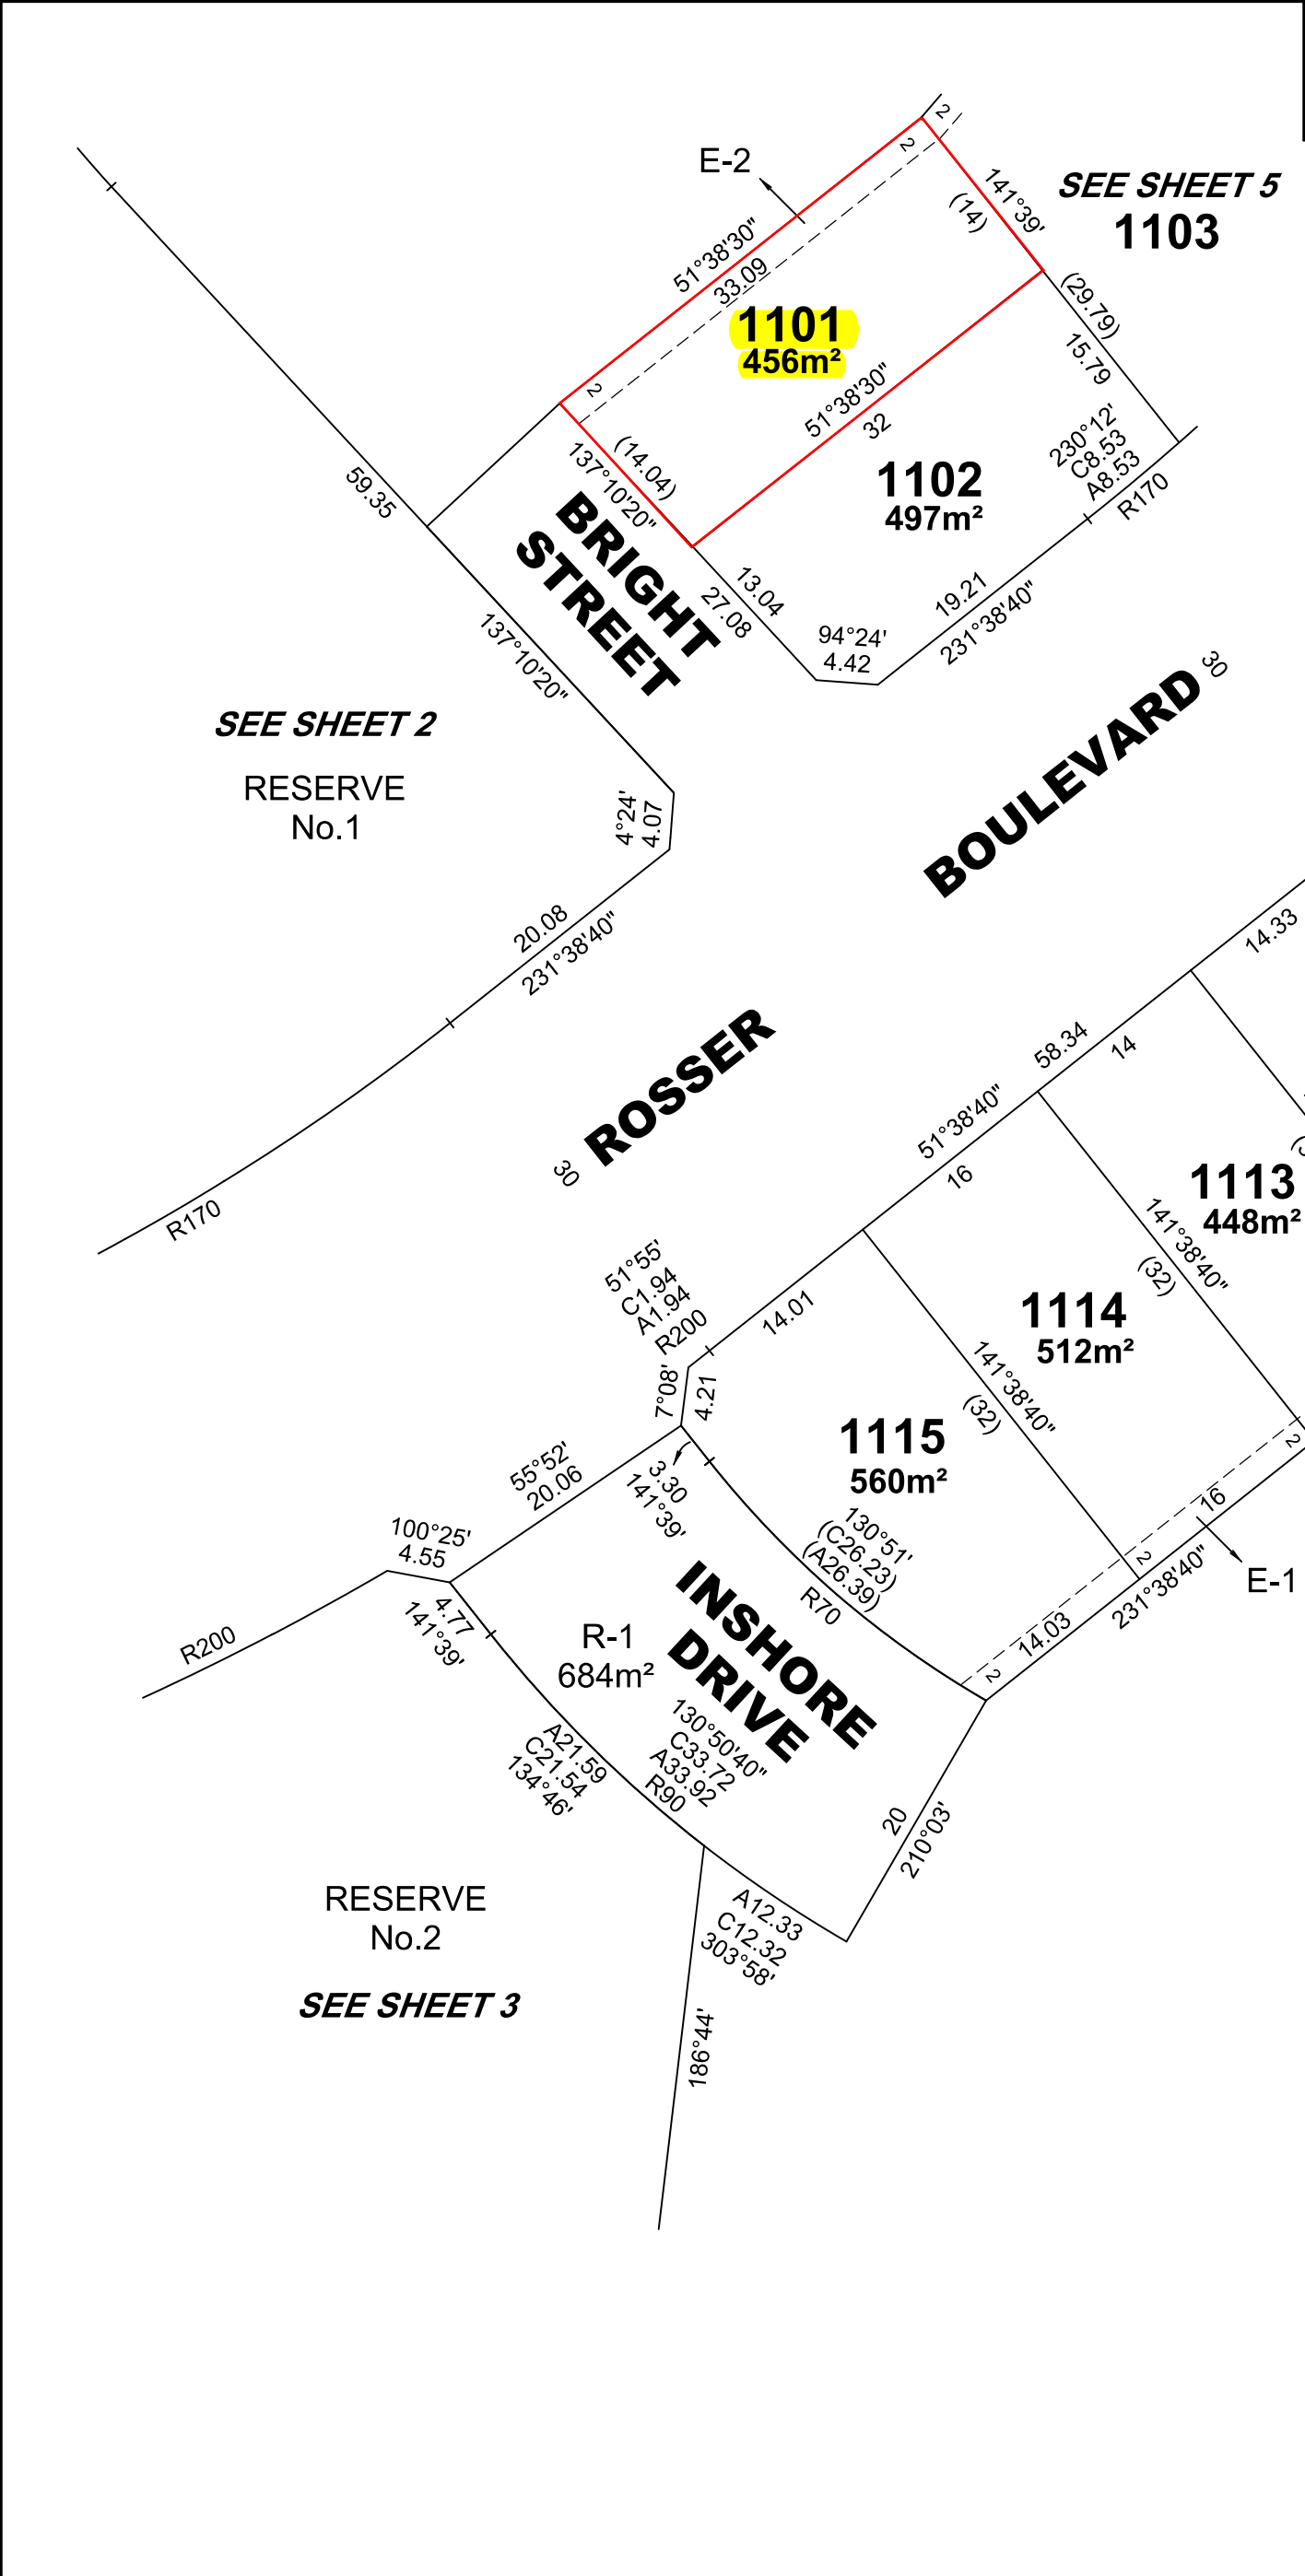 2
2
E-2
141°39'
(14)
SEE SHEET 5
1103
51°38'30"
33.09
(29.79)
15.79
1101
456m²
2
51°38'30"
32
(14.04)
137°10'20"
230°12'
C8.53
A8.53
R170
1102
497m²
59.35
BRIGHT
STREET
13.04
27.08
94°24'
4.42
19.21
231°38'40"
137°10'20"
30
BOULEVARD
SEE SHEET 2
RESERVE
No.1
4°24'
4.07
20.08
231°38'40"
14.33
ROSSER
30
58.34
14
51°38'40"
16
R170
1113
448m²
141°38'40"
(32)
51°55'
C1.94
A1.94
R200
14.01
1114
512m²
7°08'
4.21
141°38'40"
(32)
1115
560m²
3.30
141°39'
55°52'
20.06
100°25'
4.55
130°51'
(C26.23)
(A26.39)
R70
2
16
2
231°38'40"
E-1
14.03
2
4.77
141°39'
R200
R-1
684m²
INSHORE
DRIVE
130°50'40"
C33.72
A33.92
R90
A21.59
C21.54
134°46'
20
210°03'
RESERVE
No.2
A12.33
C12.32
303°58'
SEE SHEET 3
186°44'